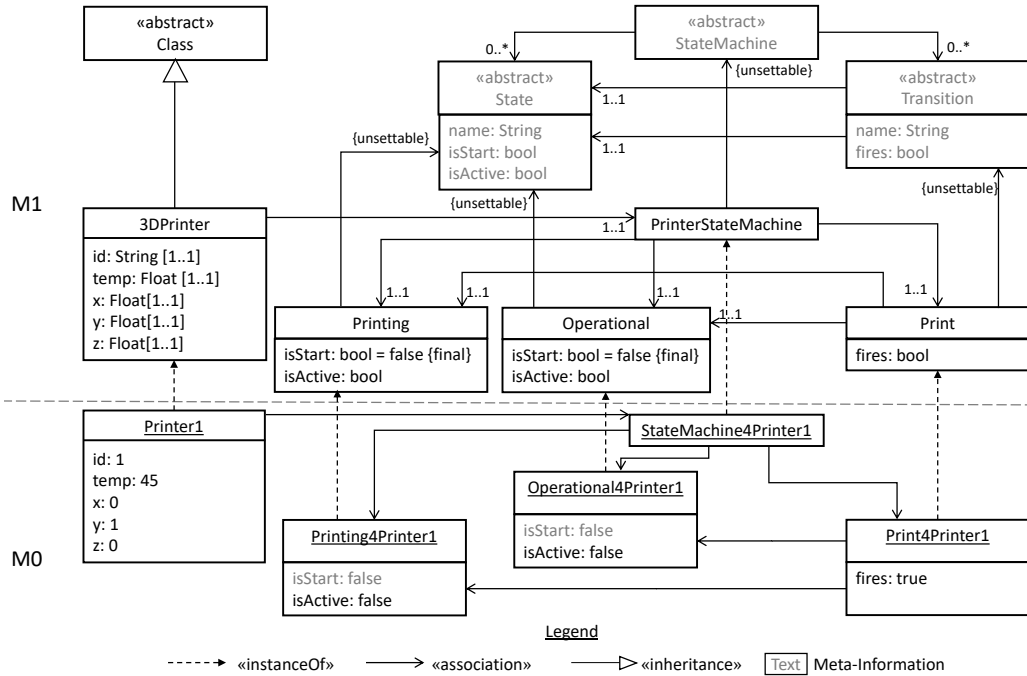 «abstract»
Class
«abstract»
StateMachine
0..*
0..*
{unsettable}
«abstract»
State
name: String
isStart: bool
isActive: bool
1..1
1..1
«abstract»
Transition
name: String
fires: bool
{unsettable}
{unsettable}
{unsettable}
M1
3DPrinter
id: String [1..1]
temp: Float [1..1]
x: Float[1..1]
y: Float[1..1]
z: Float[1..1]
1..1
PrinterStateMachine
1..1
1..1
1..1
1..1
1..1
Printing
isStart: bool = false {final}
isActive: bool
Operational
isStart: bool = false {final}
isActive: bool
Print
fires: bool
M0
Printer1
id: 1
temp: 45
x: 0
y: 1
z: 0
StateMachine4Printer1
Operational4Printer1
isStart: false
isActive: false
Printing4Printer1
isStart: false
isActive: false
Print4Printer1
fires: true
Legend
«instanceOf»
«association»
«inheritance»
Text
Meta-Information